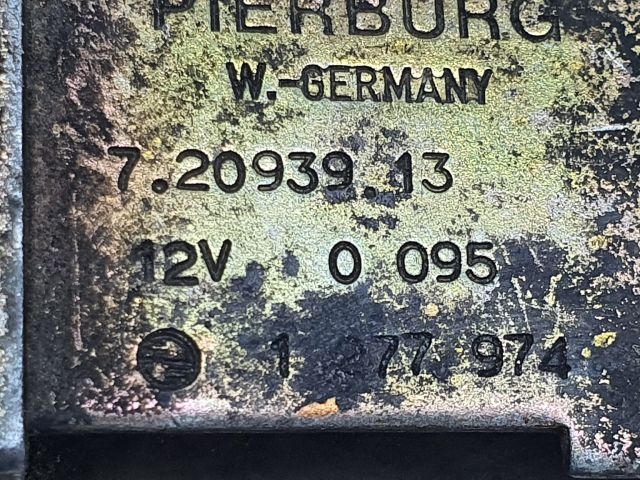 PIERBURG
W.-GERMANY
7.20939.13
12V 0 095
1 277 974